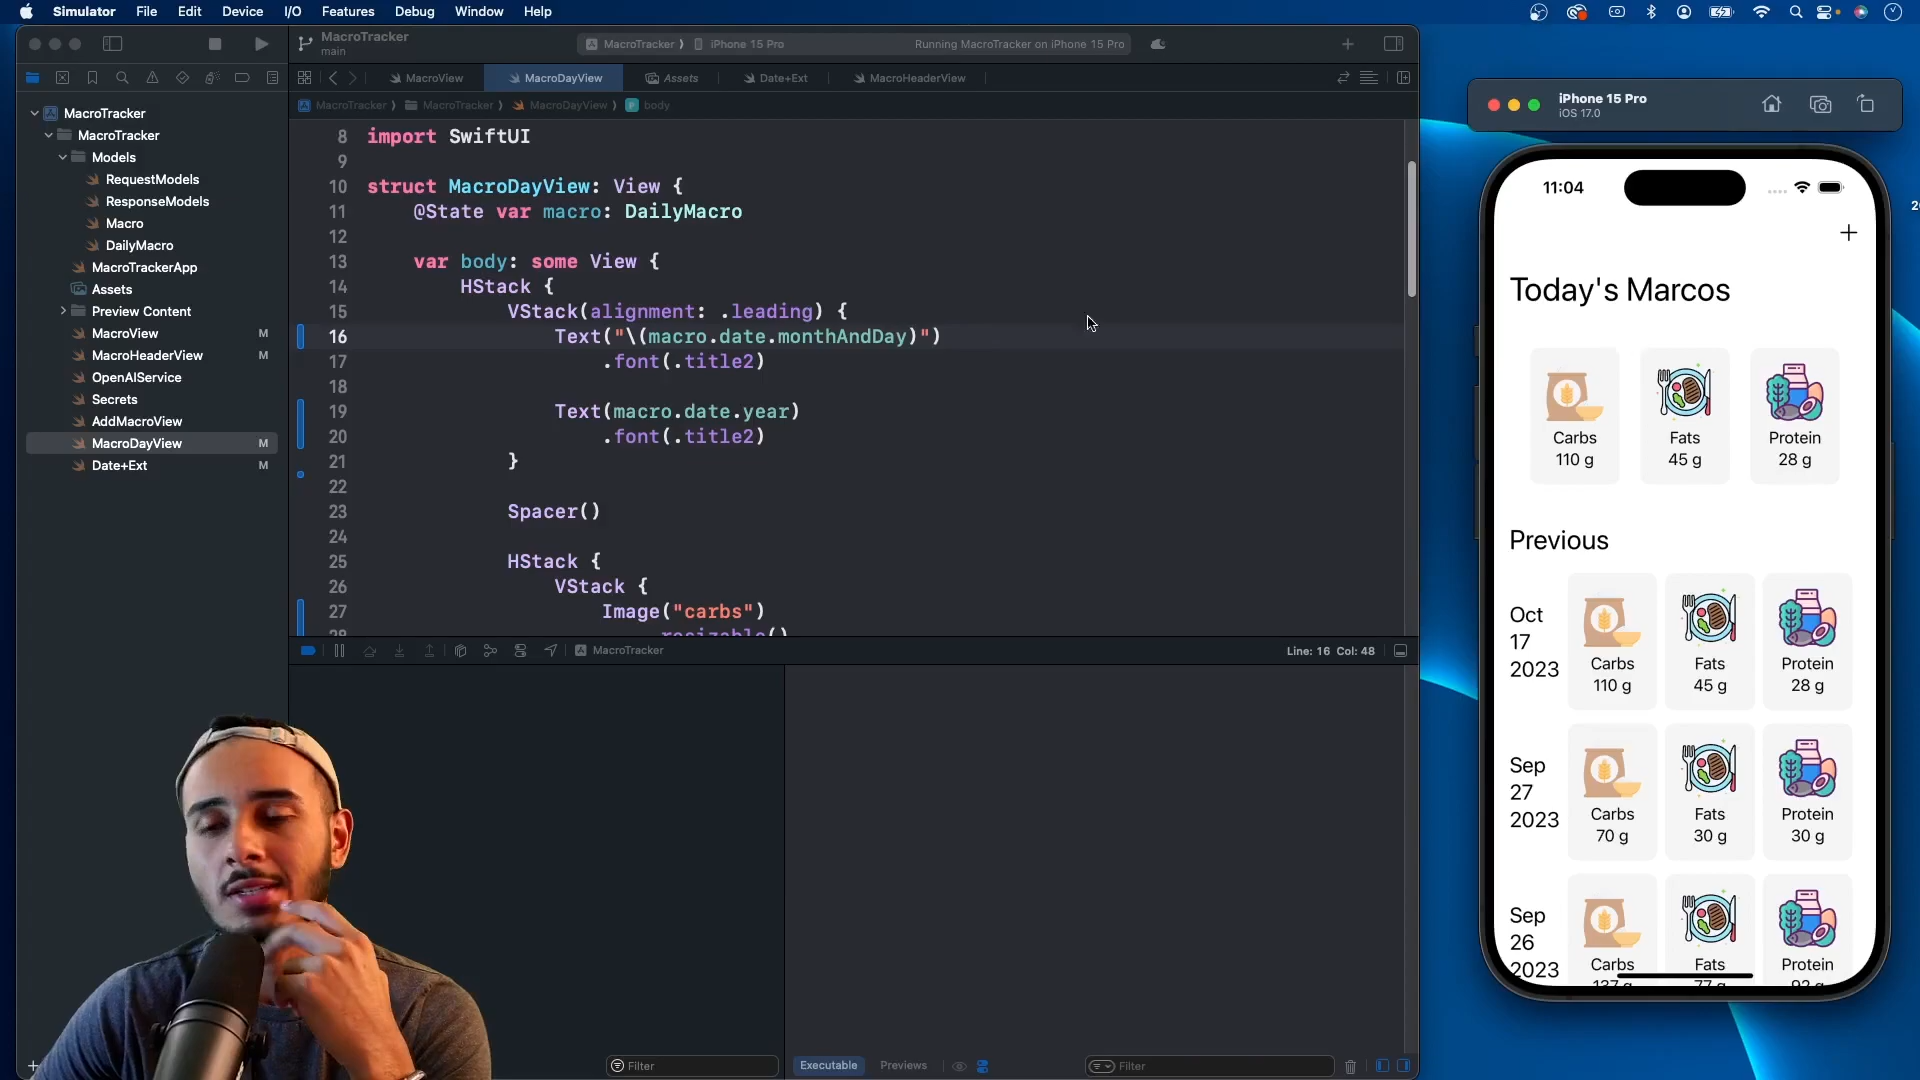 Simulator File Edit Device I/O Features Debug Window Help
MacroTracker
main
MacroTracker iPhone 15 Pro Running MacroTracker on iPhone 15 Pro
MacroView MacroDayView Assets Date+Ext MacroHeaderView
MacroTracker MacroTracker MacroDayView body
MacroTracker
MacroTracker
Models
RequestModels
ResponseModels
Macro
DailyMacro
MacroTrackerApp
Assets
Preview Content
MacroView M
MacroHeaderView M
OpenAIService
Secrets
AddMacroView
MacroDayView M
Date+Ext M
8 import SwiftUI
9
10 struct MacroDayView: View {
11 @State var macro: DailyMacro
12
13 var body: some View {
14 HStack {
15 VStack(alignment: .leading) {
16 Text("\(macro.date.monthAndDay)")
17 .font(.title2)
18
19 Text(macro.date.year)
20 .font(.title2)
21 }
22
23 Spacer()
24
25 HStack {
26 VStack {
27 Image("carbs")
28 .resizable()
MacroTracker Line: 16 Col: 48
Filter
Executable Previews Filter
iPhone 15 Pro
iOS 17.0
11:04
Today's Marcos
Carbs Fats Protein
110 g 45 g 28 g
Previous
Oct
17
2023
Carbs Fats Protein
110 g 45 g 28 g
Sep
27
2023
Carbs Fats Protein
70 g 30 g 30 g
Sep
26
2023
Carbs Fats Protein
137 g 77 g 92 g